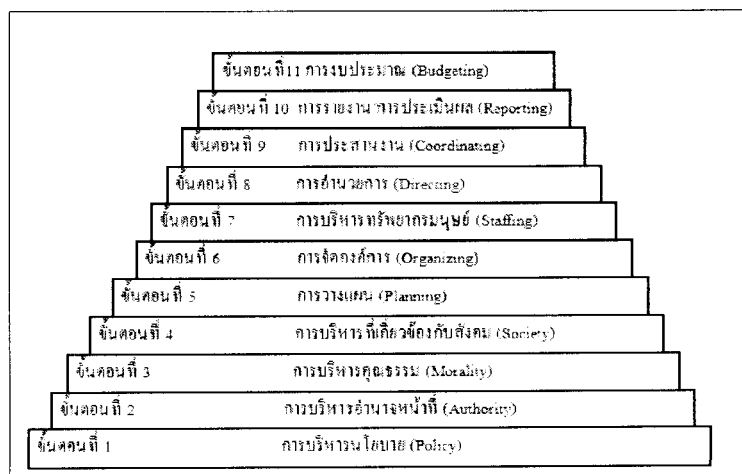 ขั้นตอนที่ 11 การงบประมาณ (Budgeting)
ขั้นตอนที่ 10 การรายงาน การประเมินผล (Reporting)
ขั้นตอนที่ 9 การประสานงาน (Coordinating)
ขั้นตอนที่ 8 การอำนวยการ (Directing)
ขั้นตอนที่ 7 การบริหารทรัพยากรมนุษย์ (Staffing)
ขั้นตอนที่ 6 การจัดองค์การ (Organizing)
ขั้นตอนที่ 5 การวางแผน (Planning)
ขั้นตอนที่ 4 การบริหารที่เกี่ยวข้องกับสังคม (Society)
ขั้นตอนที่ 3 การบริหารคุณธรรม (Morality)
ขั้นตอนที่ 2 การบริหารอำนาจหน้าที่ (Authority)
ขั้นตอนที่ 1 การบริหารนโยบาย (Policy)